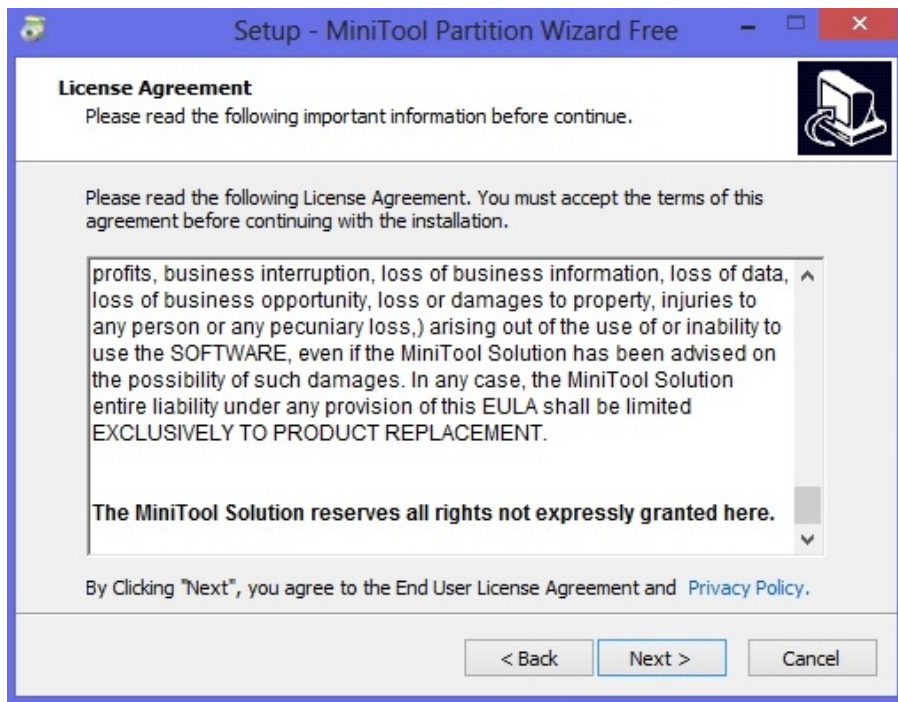 Setup - MiniTool Partition Wizard Free
License Agreement
Please read the following important information before continue.
Please read the following License Agreement. You must accept the terms of this
agreement before continuing with the installation.
profits, business interruption, loss of business information, loss of data,
loss of business opportunity, loss or damages to property, injuries to
any person or any pecuniary loss,) arising out of the use of or inability to
use the SOFTWARE, even if the MiniTool Solution has been advised on
the possibility of such damages. In any case, the MiniTool Solution
entire liability under any provision of this EULA shall be limited
EXCLUSIVELY TO PRODUCT REPLACEMENT.
The MiniTool Solution reserves all rights not expressly granted here.
By Clicking "Next", you agree to the End User License Agreement and Privacy Policy.
< Back Next > Cancel